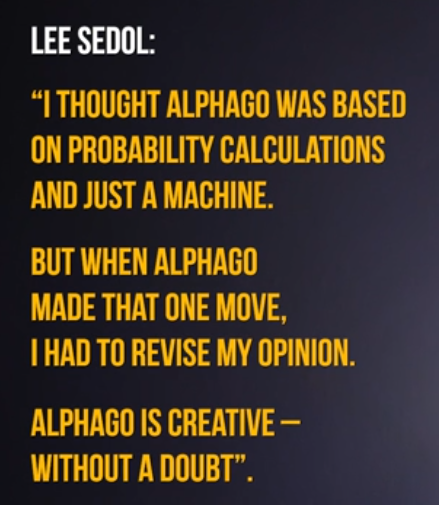 LEE SEDOL:
“I THOUGHT ALPHAGO WAS BASED
ON PROBABILITY CALCULATIONS
AND JUST A MACHINE.
BUT WHEN ALPHAGO
MADE THAT ONE MOVE,
I HAD TO REVISE MY OPINION.
ALPHAGO IS CREATIVE –
WITHOUT A DOUBT”.